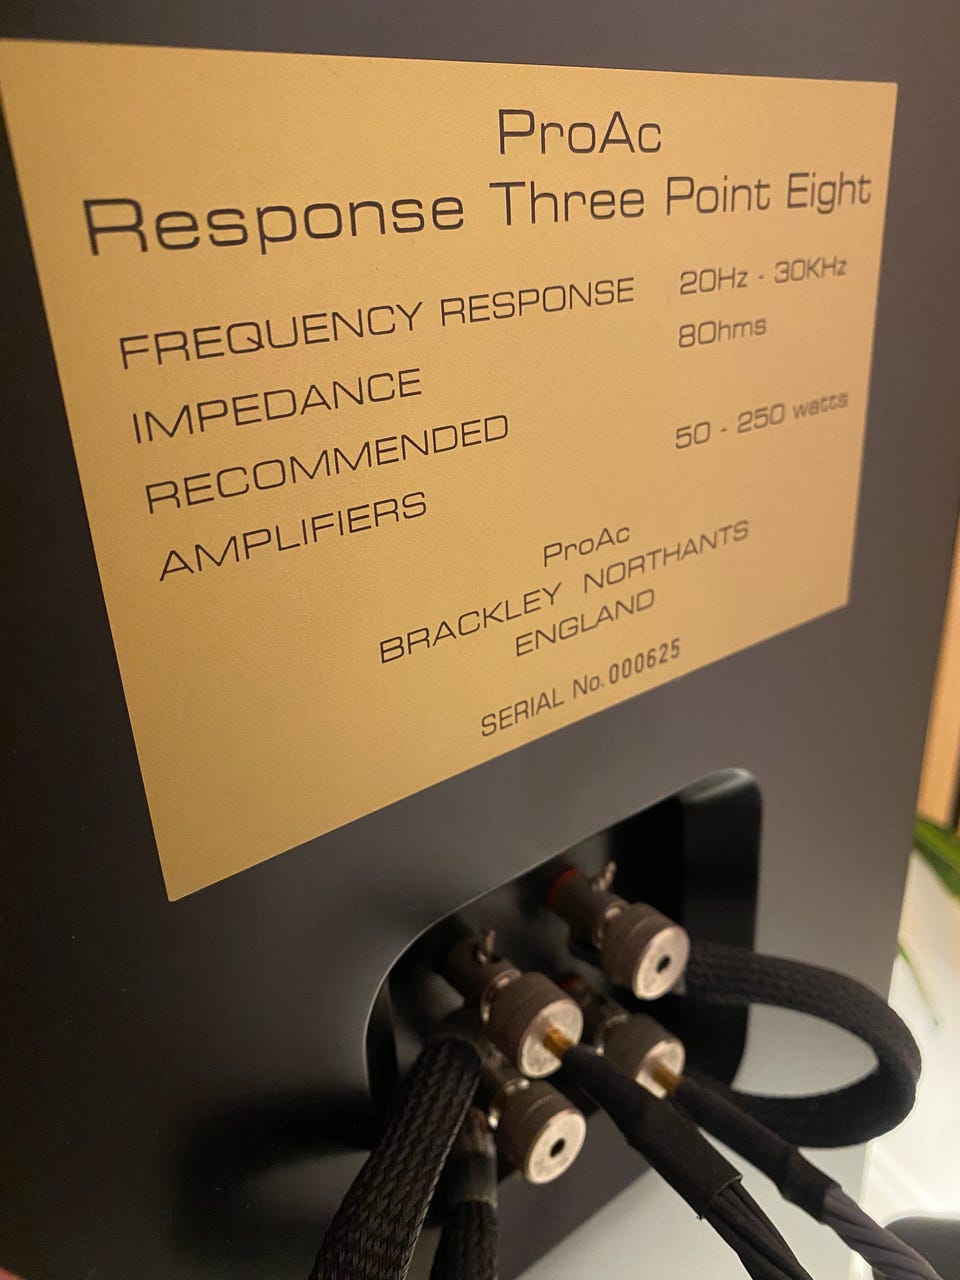 ProAc
Response Three Point Eight
FREQUENCY RESPONSE 20Hz - 30KHz
IMPEDANCE 8Ohms
RECOMMENDED
AMPLIFIERS 50 - 250 watts
ProAc
BRACKLEY NORTHANTS
ENGLAND
SERIAL No. 000625